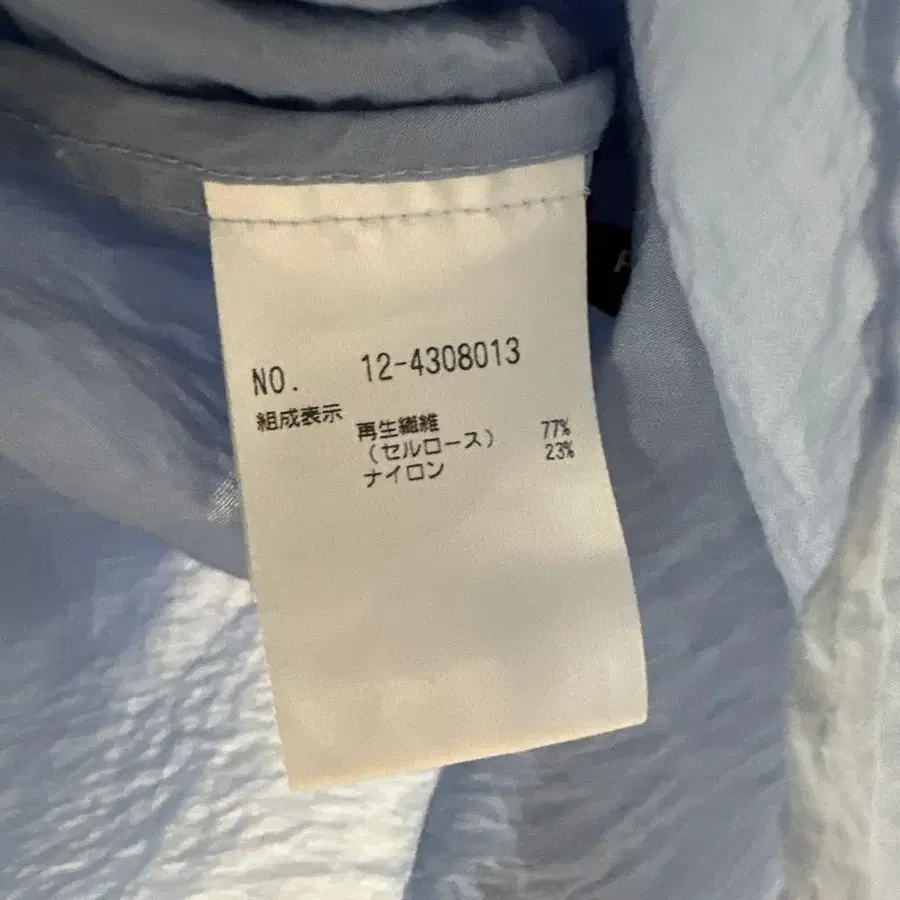 NO. 12-4308013
組成表示
再生繊維 77%
(セルロース)
ナイロン 23%